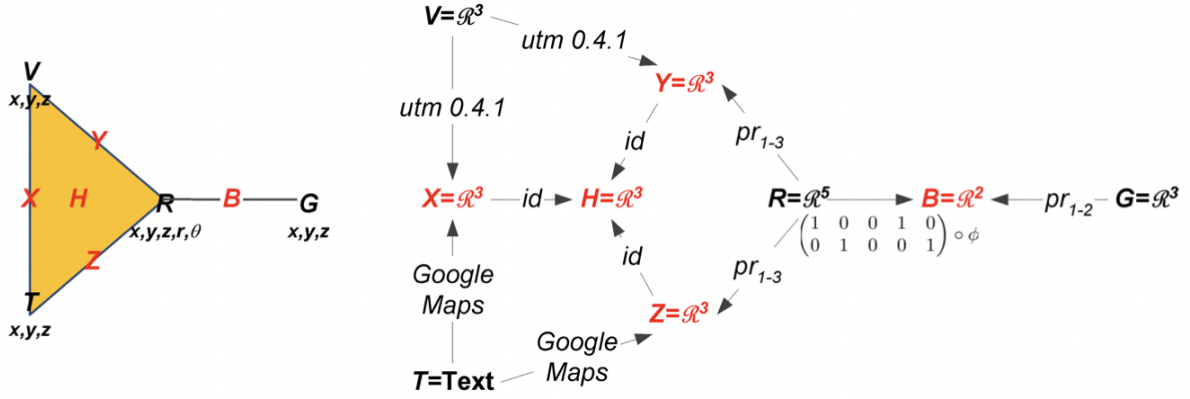 V
x,y,z
Y
X
H
R
B
G
x,y,z,r,θ
x,y,z
Z
T
x,y,z
V=ℛ³
utm 0.4.1
Y=ℛ³
utm 0.4.1
id
pr₁₋₃
X=ℛ³
id
H=ℛ³
R=ℛ⁵
B=ℛ²
pr₁₋₂
G=ℛ³
(1 0 0 1 0
0 1 0 0 1) ∘ ϕ
id
pr₁₋₃
Google
Maps
Z=ℛ³
Google
Maps
T=Text